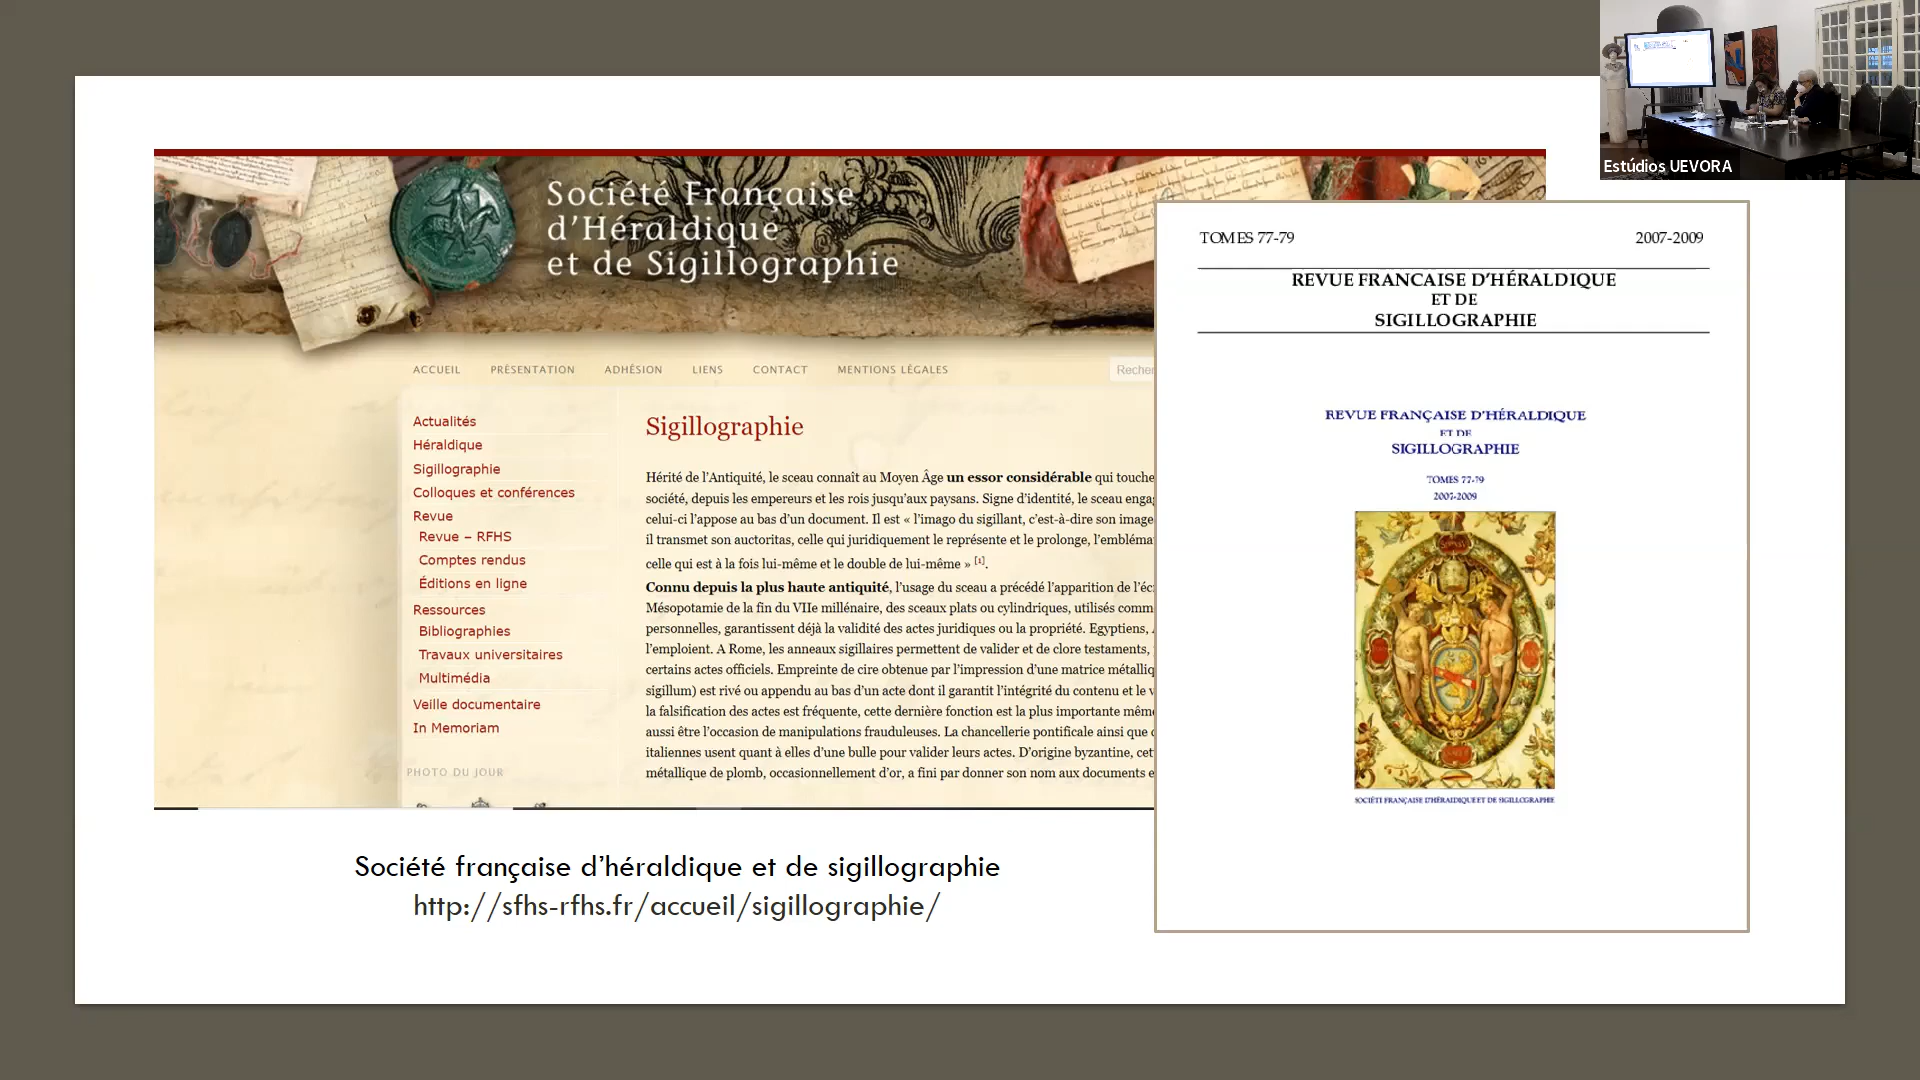 Estúdios UEVORA
Société Française
d'Héraldique
et de Sigillographie
ACCUEIL PRÉSENTATION ADHÉSION LIENS CONTACT MENTIONS LÉGALES
Recher
Actualités
Héraldique
Sigillographie
Colloques et conférences
Revue
Revue – RFHS
Comptes rendus
Éditions en ligne
Ressources
Bibliographies
Travaux universitaires
Multimédia
Veille documentaire
In Memoriam
PHOTO DU JOUR
Sigillographie
Hérité de l'Antiquité, le sceau connaît au Moyen Âge un essor considérable qui touche
société, depuis les empereurs et les rois jusqu'aux paysans. Signe d'identité, le sceau enga
celui-ci l'appose au bas d'un document. Il est « l'imago du sigillant, c'est-à-dire son image
il transmet son auctoritas, celle qui juridiquement le représente et le prolonge, l'embléma
celle qui est à la fois lui-même et le double de lui-même » [1].
Connu depuis la plus haute antiquité, l'usage du sceau a précédé l'apparition de l'éc
Mésopotamie de la fin du VIIe millénaire, des sceaux plats ou cylindriques, utilisés comm
personnelles, garantissent déjà la validité des actes juridiques ou la propriété. Egyptiens,
l'emploient. A Rome, les anneaux sigillaires permettent de valider et de clore testaments,
certains actes officiels. Empreinte de cire obtenue par l'impression d'une matrice métalliq
sigillum) est rivé ou appendu au bas d'un acte dont il garantit l'intégrité du contenu et le v
la falsification des actes est fréquente, cette dernière fonction est la plus importante mêm
aussi être l'occasion de manipulations frauduleuses. La chancellerie pontificale ainsi que
italiennes usent quant à elles d'une bulle pour valider leurs actes. D'origine byzantine, cet
métallique de plomb, occasionnellement d'or, a fini par donner son nom aux documents e
TOMES 77-79 2007-2009
REVUE FRANCAISE D'HÉRALDIQUE
ET DE
SIGILLOGRAPHIE
REVUE FRANÇAISE D'HÉRALDIQUE
ET DE
SIGILLOGRAPHIE
TOMES 77-79
2007-2009
SOCIÉTÉ FRANÇAISE D'HÉRALDIQUE ET DE SIGILLOGRAPHIE
Société française d'héraldique et de sigillographie
http://sfhs-rfhs.fr/accueil/sigillographie/